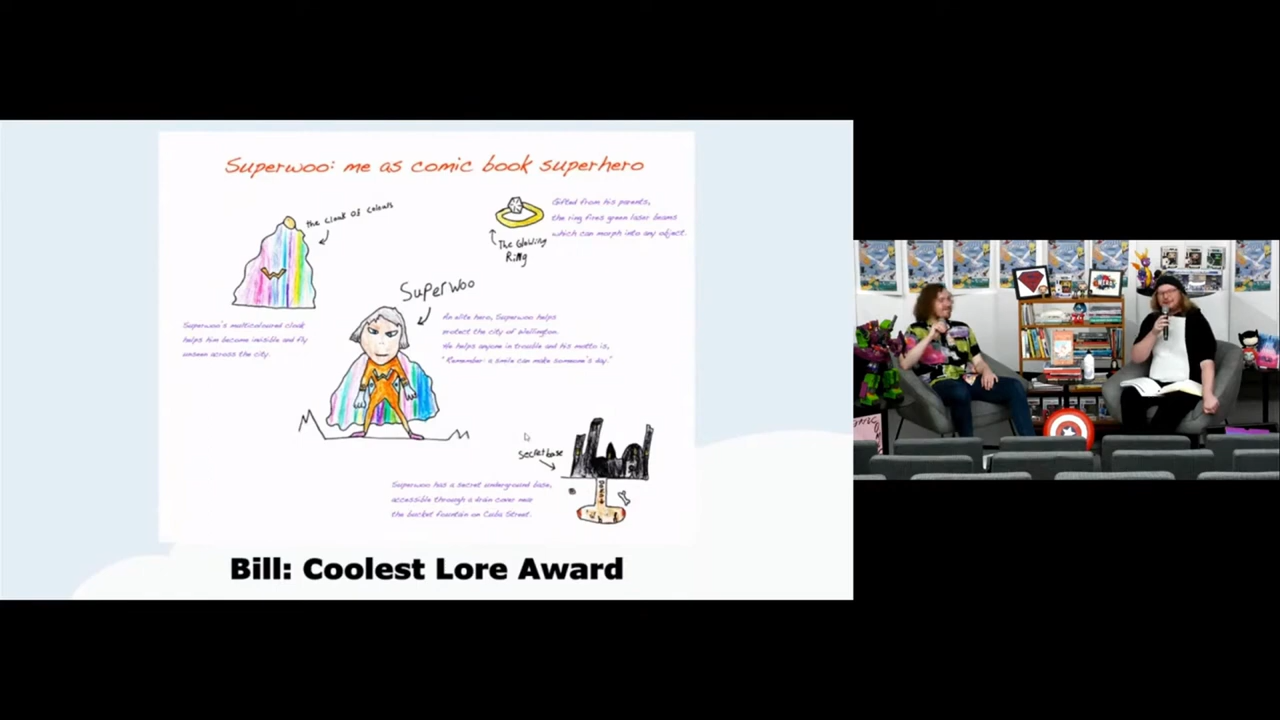 Superwoo: me as comic book superhero
the cloak of colours
Gifted from his parents,
the ring fires green laser beams
which can morph into any object.
The Glowing
Ring
Superwoo
W
Superwoo's multicoloured cloak
helps him become invisible and fly
unseen across the city.
An elite hero, Superwoo helps
protect the city of Wellington.
He helps anyone in trouble and his motto is,
"Remember: a smile can make someone's day."
Secret base
Superwoo has a secret underground base,
accessible through a drain cover near
the bucket fountain on Cuba Street.
Bill: Coolest Lore Award